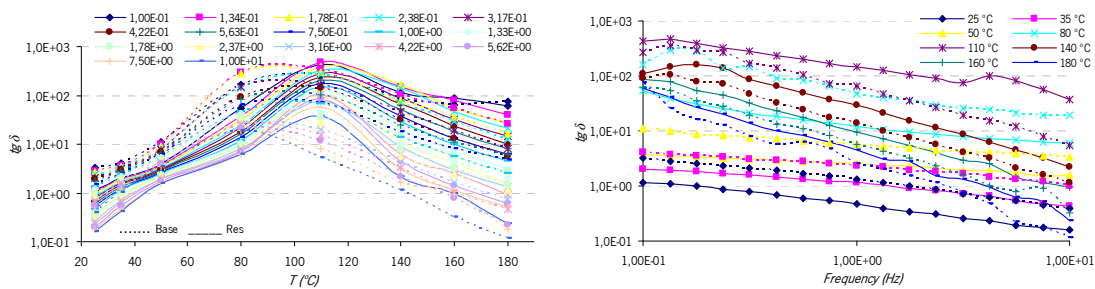 1,00E-01 1,34E-01 1,78E-01 2,38E-01 3,17E-01
4,22E-01 5,63E-01 7,50E-01 1,00E+00 1,33E+00
1,78E+00 2,37E+00 3,16E+00 4,22E+00 5,62E+00
7,50E+00 1,00E+01
1,0E+03
1,0E+02
1,0E+01
1,0E+00
1,0E-01
tg δ
Base Res
20 40 60 80 100 120 140 160 180
T (°C)
25 °C 35 °C
50 °C 80 °C
110 °C 140 °C
160 °C 180 °C
1,0E+03
1,0E+02
1,0E+01
1,0E+00
1,0E-01
tg δ
1,00E-01 1,00E+00 1,00E+01
Frequency (Hz)